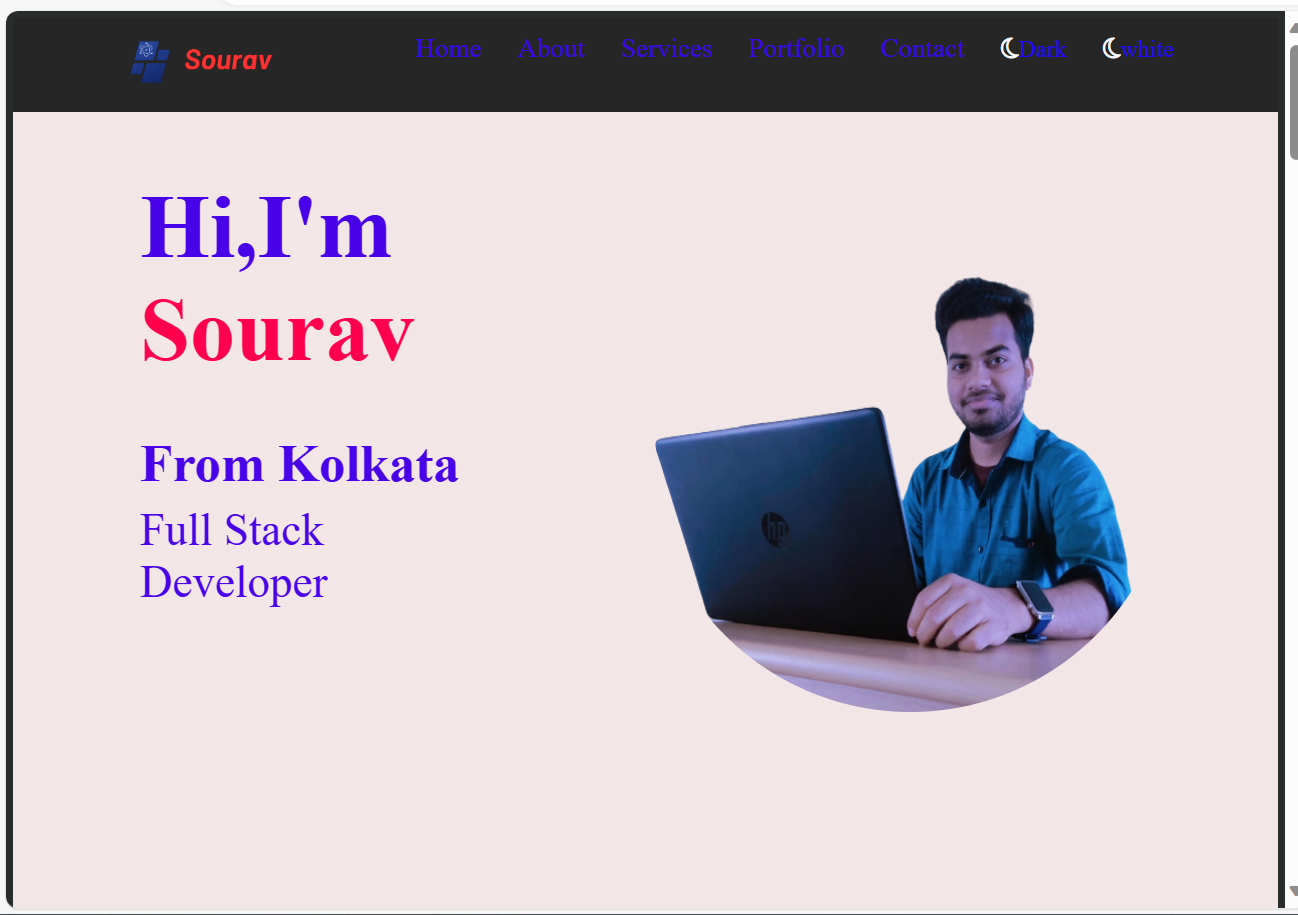 Sourav
Home About Services Portfolio Contact Dark white
Hi,I'm
Sourav
From Kolkata
Full Stack
Developer
hp